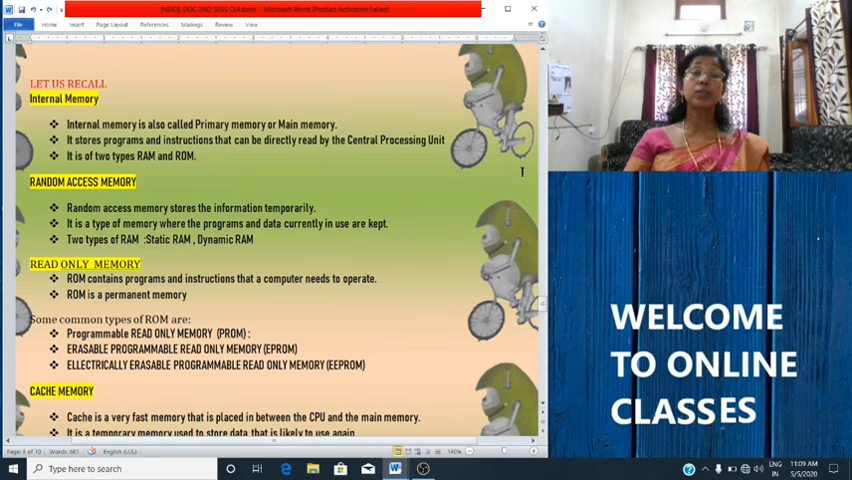 INSIDE DOC 2ND SESS CL4.docx - Microsoft Word (Product Activation Failed)
File
Home
Insert
Page Layout
References
Mailings
Review
View
LET US RECALL
Internal Memory
❖ Internal memory is also called Primary memory or Main memory.
❖ It stores programs and instructions that can be directly read by the Central Processing Unit
❖ It is of two types RAM and ROM.
RANDOM ACCESS MEMORY
❖ Random access memory stores the information temporarily.
❖ It is a type of memory where the programs and data currently in use are kept.
❖ Two types of RAM :Static RAM , Dynamic RAM
READ ONLY MEMORY
❖ ROM contains programs and instructions that a computer needs to operate.
❖ ROM is a permanent memory
Some common types of ROM are:
❖ Programmable READ ONLY MEMORY (PROM) :
❖ ERASABLE PROGRAMMABLE READ ONLY MEMORY(EPROM)
❖ ELLECTRICALLY ERASABLE PROGRAMMABLE READ ONLY MEMORY(EEPROM)
CACHE MEMORY
❖ Cache is a very fast memory that is placed in between the CPU and the main memory.
❖ It is a temporary memory used to store data that is likely to use again
WELCOME
TO ONLINE
CLASSES
Page: 8 of 10
Words: 681
English (U.S.)
140%
Type here to search
ENG
IN
11:09 AM
5/5/2020